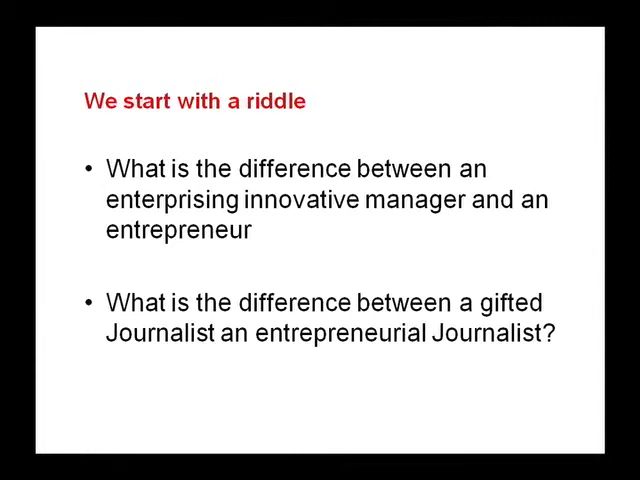 We start with a riddle
• What is the difference between an
enterprising innovative manager and an
entrepreneur
• What is the difference between a gifted
Journalist an entrepreneurial Journalist?